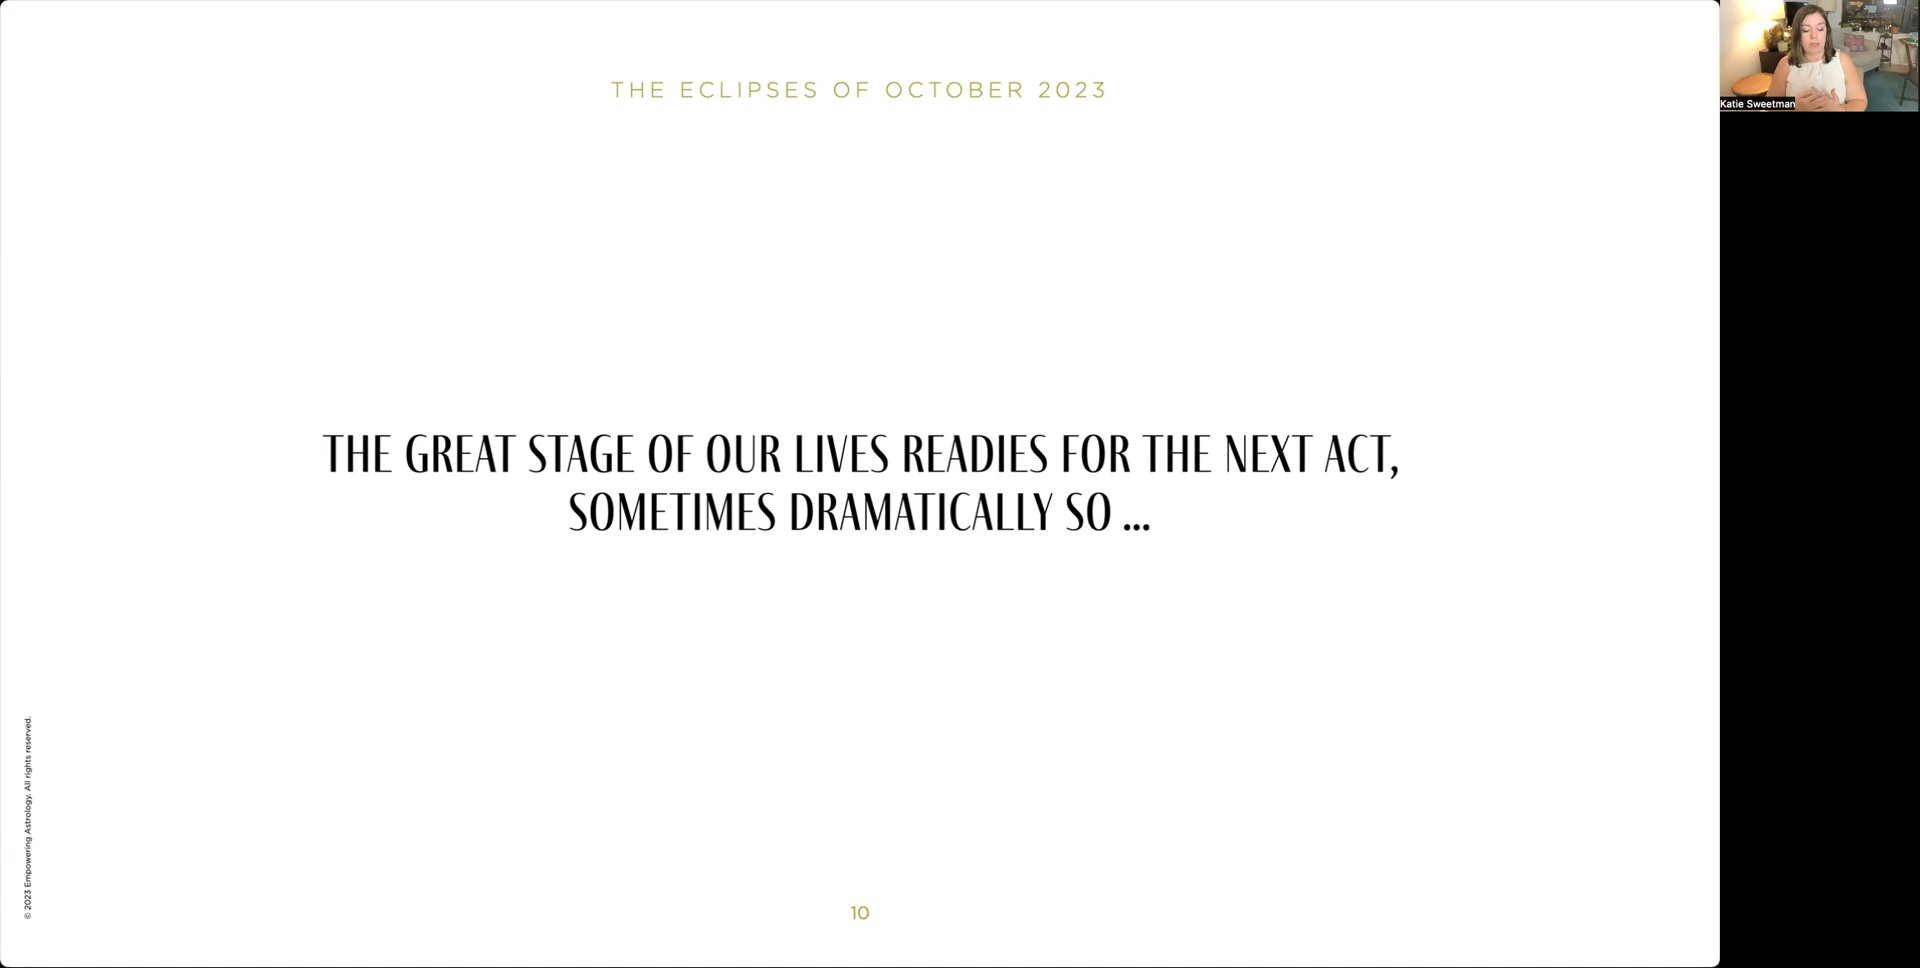 THE ECLIPSES OF OCTOBER 2023
Katie Sweetman
THE GREAT STAGE OF OUR LIVES READIES FOR THE NEXT ACT,
SOMETIMES DRAMATICALLY SO ...
© 2023 Empowering Astrology. All rights reserved.
10